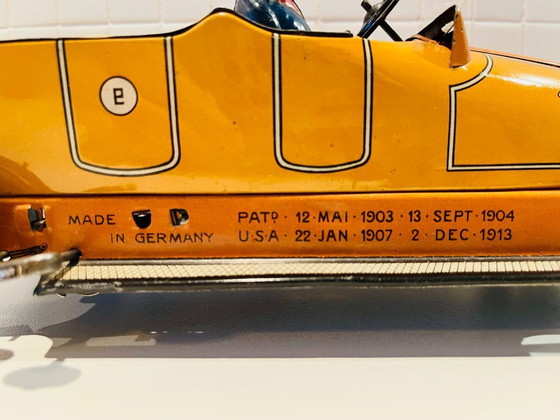 e
MADE IN GERMANY
PATD · 12·MAI·1903·13·SEPT·1904
U·S·A· 22·JAN·1907·2·DEC·1913